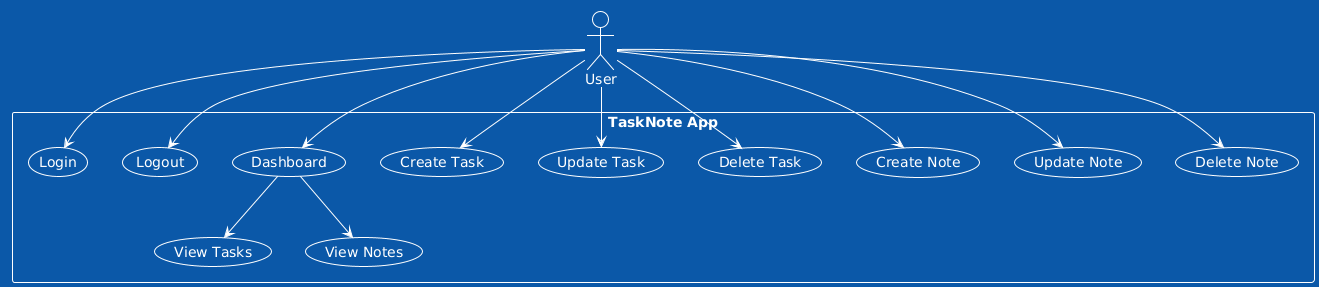 User
TaskNote App
Login
Logout
Dashboard
Create Task
Update Task
Delete Task
Create Note
Update Note
Delete Note
View Tasks
View Notes